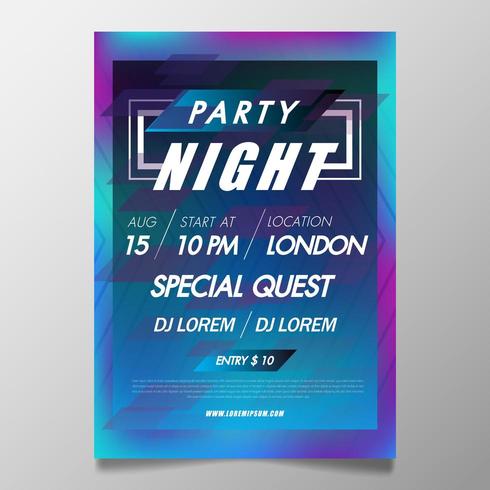 PARTY
NIGHT
AUG / START AT / LOCATION
15 / 10 PM / LONDON
SPECIAL QUEST
DJ LOREM / DJ LOREM
ENTRY $ 10
WWW.LOREMIPSUM.COM